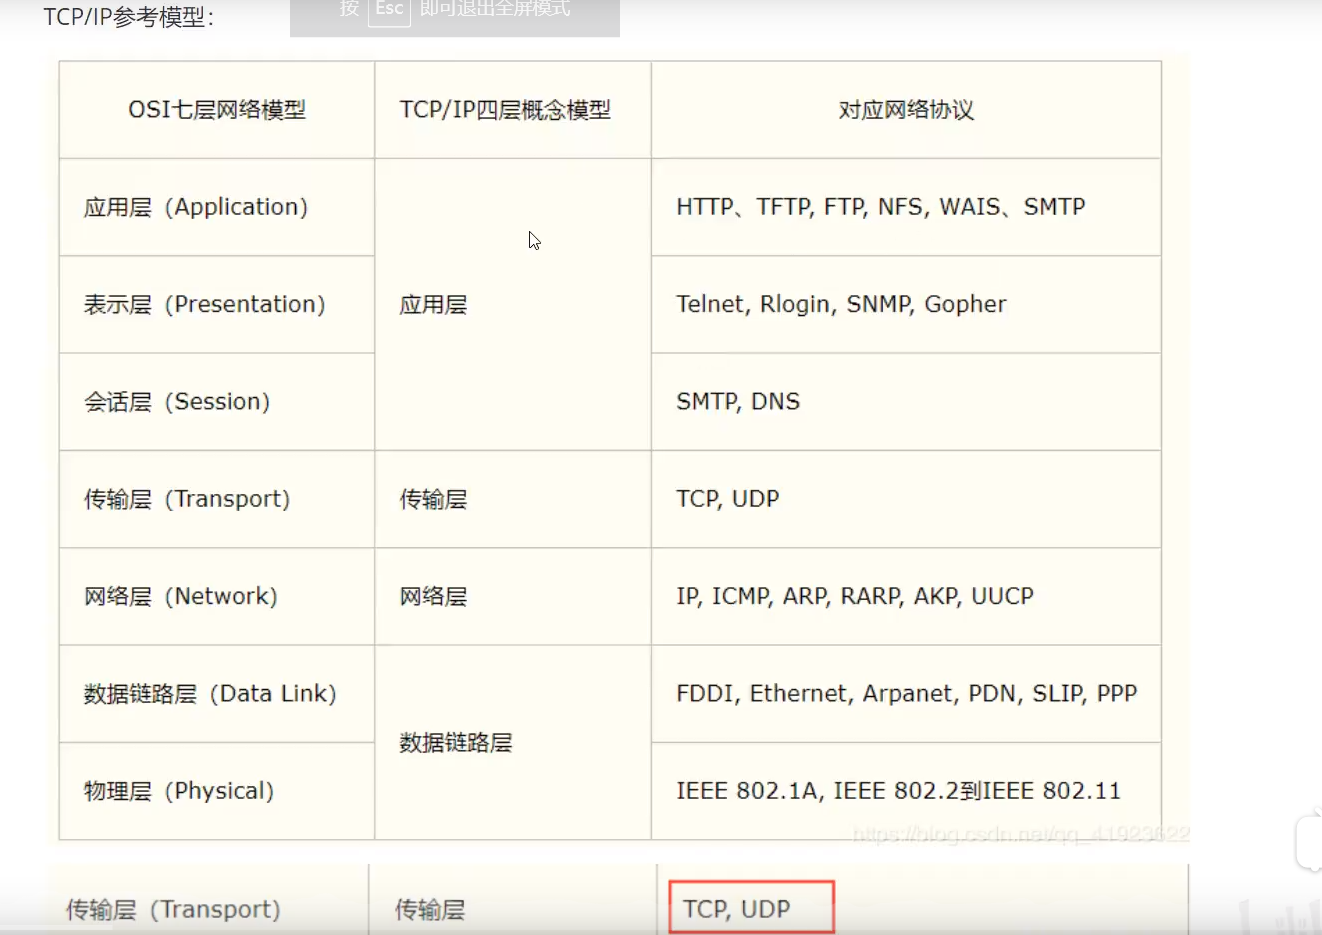 TCP/IP参考模型：
按 Esc 即可退出全屏模式
OSI七层网络模型 TCP/IP四层概念模型 对应网络协议
应用层（Application） HTTP、TFTP, FTP, NFS, WAIS、SMTP
表示层（Presentation） 应用层 Telnet, Rlogin, SNMP, Gopher
会话层（Session） SMTP, DNS
传输层（Transport） 传输层 TCP, UDP
网络层（Network） 网络层 IP, ICMP, ARP, RARP, AKP, UUCP
数据链路层（Data Link） FDDI, Ethernet, Arpanet, PDN, SLIP, PPP
数据链路层
物理层（Physical） IEEE 802.1A, IEEE 802.2到IEEE 802.11
https://blog.csdn.net/qq_41923622
传输层（Transport） 传输层 TCP, UDP